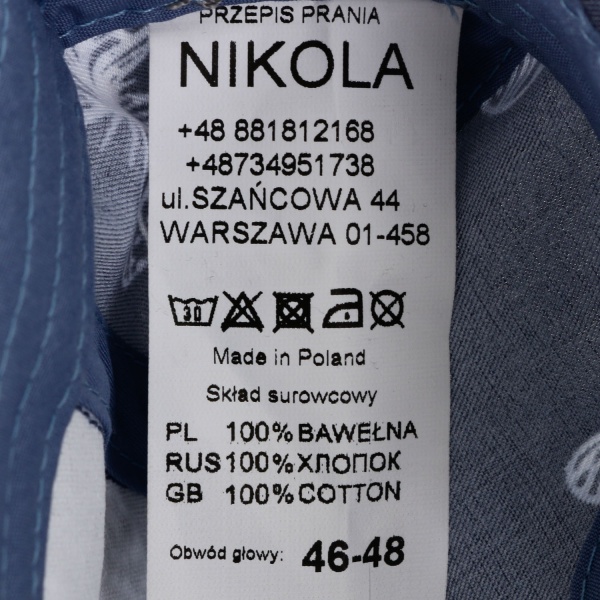 PRZEPIS PRANIA
NIKOLA
+48 881812168
+48734951738
ul.SZAŃCOWA 44
WARSZAWA 01-458
30
Made in Poland
Skład surowcowy
PL 100% BAWEŁNA
RUS 100% ХЛОПОК
GB 100% COTTON
Obwód głowy: 46-48